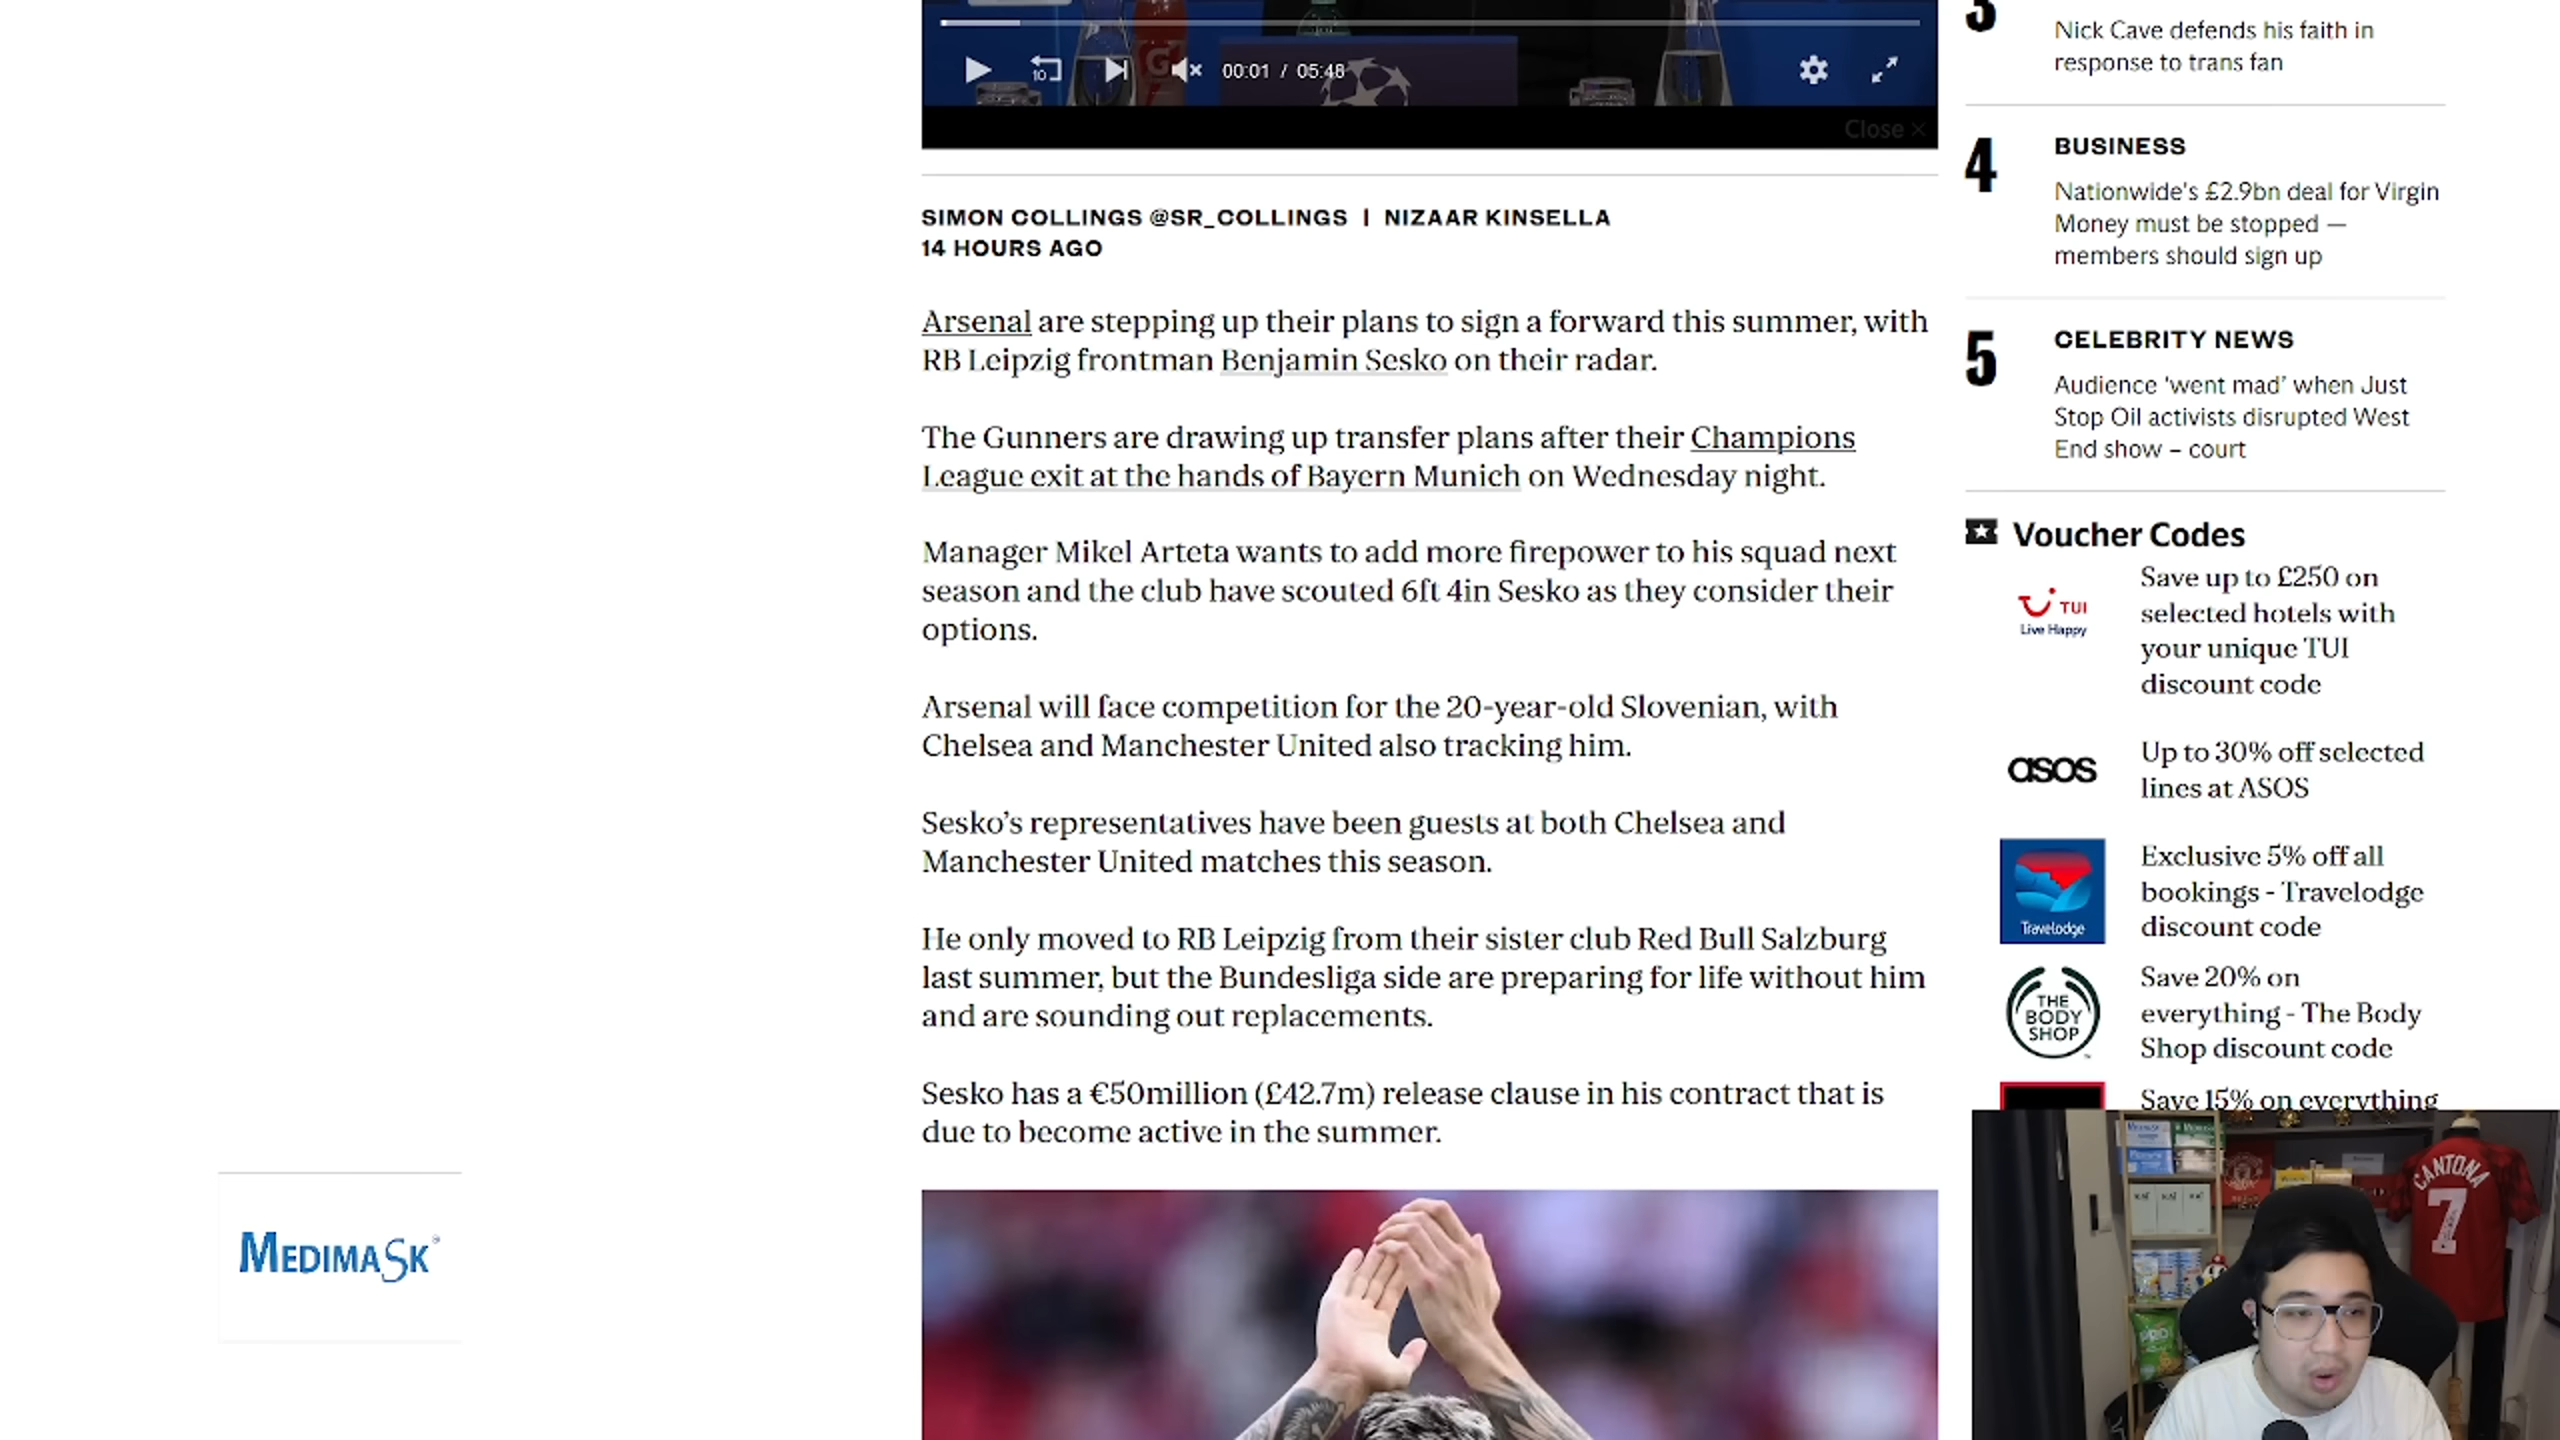 00:01 / 05:48
Close ×
SIMON COLLINGS @SR_COLLINGS | NIZAAR KINSELLA
14 HOURS AGO
Arsenal are stepping up their plans to sign a forward this summer, with
RB Leipzig frontman Benjamin Sesko on their radar.
The Gunners are drawing up transfer plans after their Champions
League exit at the hands of Bayern Munich on Wednesday night.
Manager Mikel Arteta wants to add more firepower to his squad next
season and the club have scouted 6ft 4in Sesko as they consider their
options.
Arsenal will face competition for the 20-year-old Slovenian, with
Chelsea and Manchester United also tracking him.
Sesko’s representatives have been guests at both Chelsea and
Manchester United matches this season.
He only moved to RB Leipzig from their sister club Red Bull Salzburg
last summer, but the Bundesliga side are preparing for life without him
and are sounding out replacements.
Sesko has a €50million (£42.7m) release clause in his contract that is
due to become active in the summer.
3
Nick Cave defends his faith in
response to trans fan
4
BUSINESS
Nationwide's £2.9bn deal for Virgin
Money must be stopped —
members should sign up
5
CELEBRITY NEWS
Audience ‘went mad’ when Just
Stop Oil activists disrupted West
End show – court
Voucher Codes
TUI
Live Happy
Save up to £250 on
selected hotels with
your unique TUI
discount code
asos
Up to 30% off selected
lines at ASOS
Travelodge
Exclusive 5% off all
bookings - Travelodge
discount code
THE
BODY
SHOP
Save 20% on
everything - The Body
Shop discount code
Save 15% on everything
MEDIMASK®
CANTONA
7